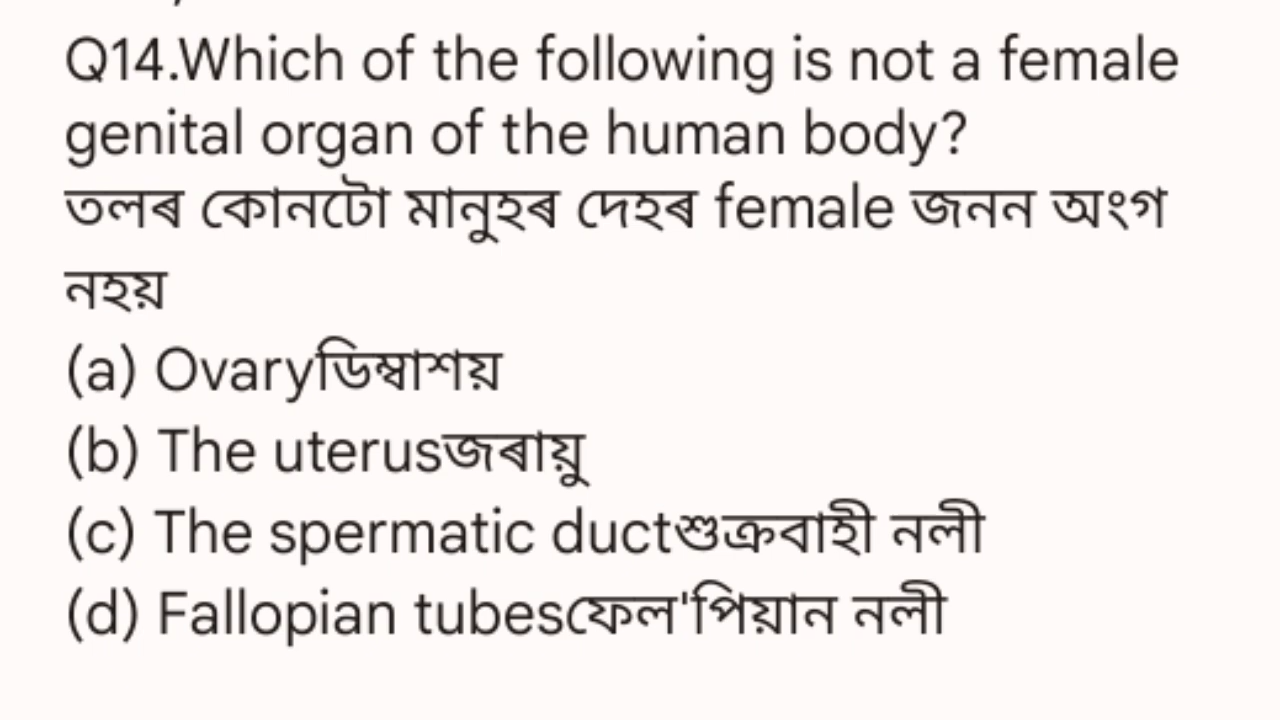 Q14.Which of the following is not a female
genital organ of the human body?
তলৰ কোনটো মানুহৰ দেহৰ female জনন অংগ
নহয়
(a) Ovaryডিম্বাশয়
(b) The uterusজৰায়ু
(c) The spermatic ductশুক্রবাহী নলী
(d) Fallopian tubesফেল'পিয়ান নলী